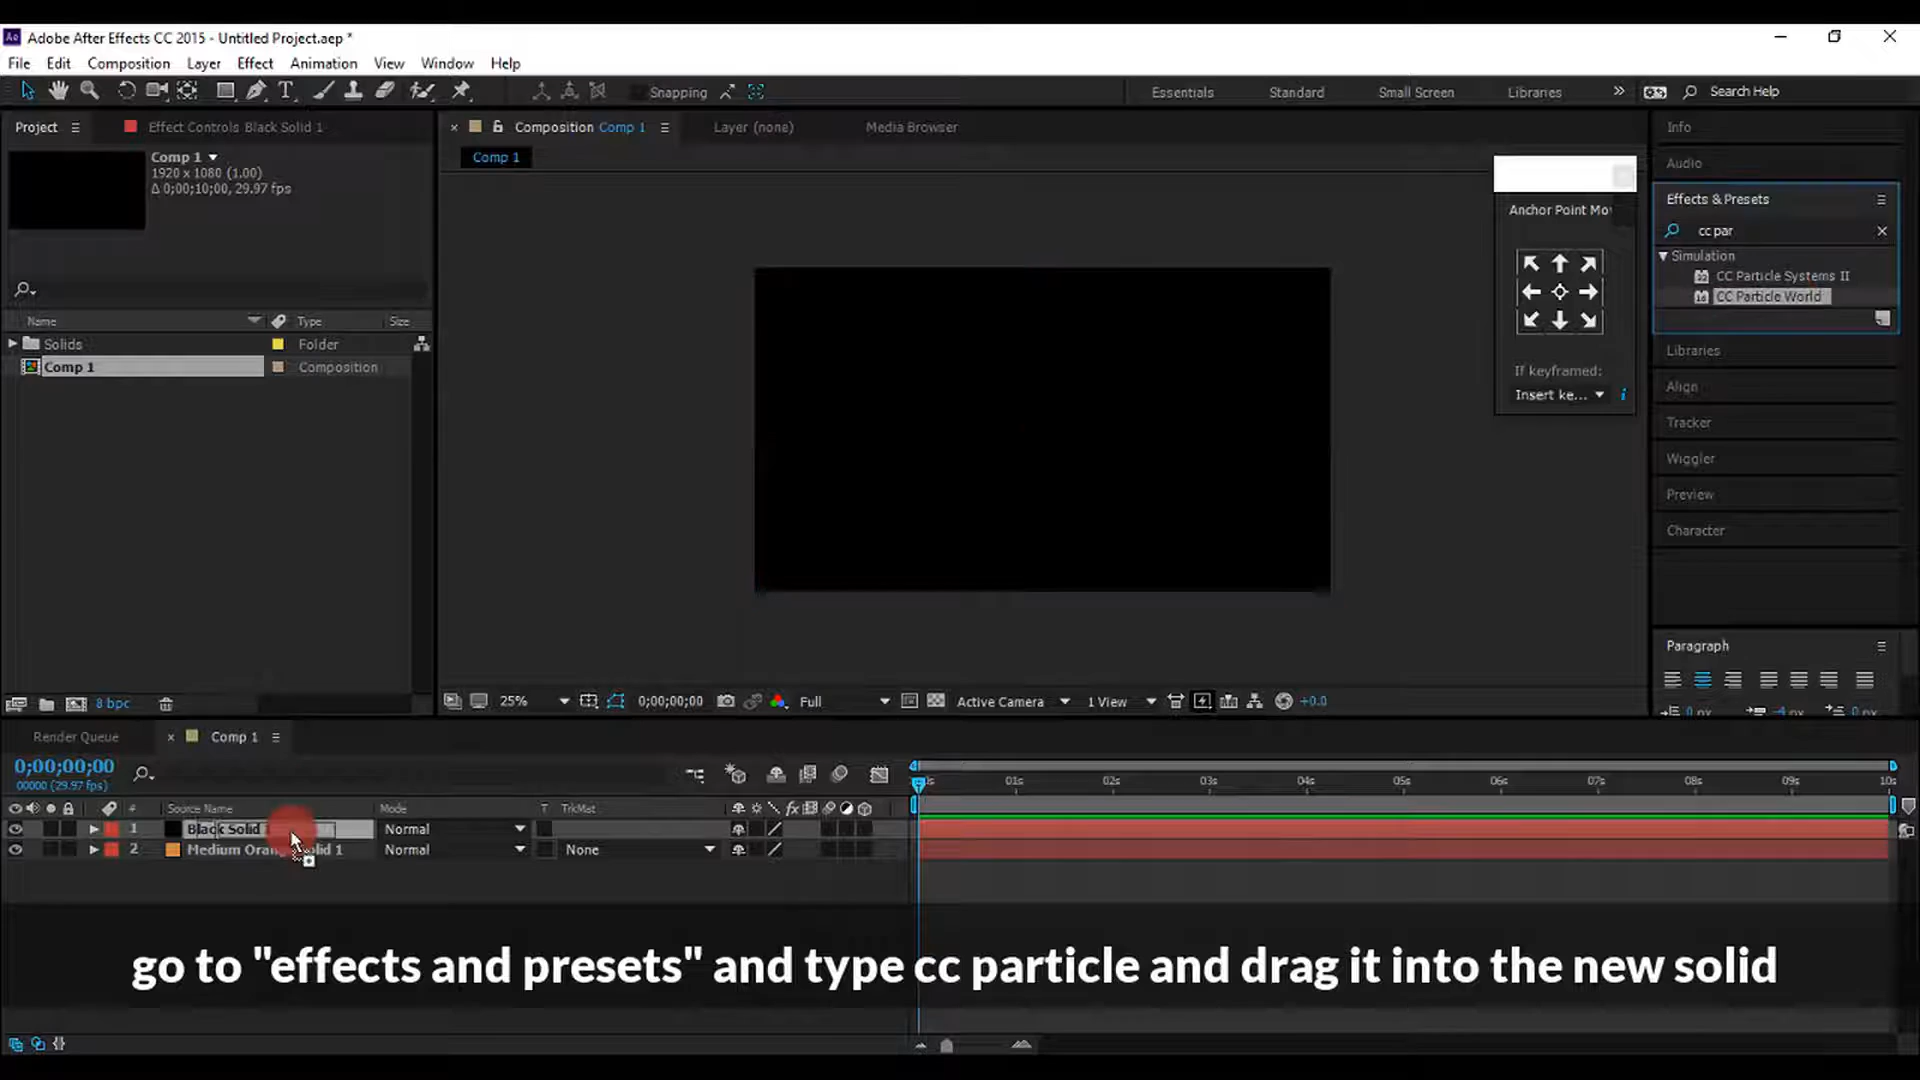 Adobe After Effects CC 2015 - Untitled Project.aep *
File Edit Composition Layer Effect Animation View Window Help
Snapping
Essentials Standard Small Screen Libraries Search Help
Project Effect Controls Black Solid 1
Composition Comp 1 Layer (none) Media Browser
Info
Comp 1
1920 x 1080 (1.00)
Δ 0;00;10;00, 29.97 fps
Comp 1
Audio
Effects & Presets
cc par
Simulation
CC Particle Systems II
CC Particle World
Anchor Point Mo
If keyframed:
Insert ke...
Libraries
Align
Tracker
Wiggler
Preview
Character
Name Type Size
Solids Folder
Comp 1 Composition
Paragraph
0 px -4 px 0 px
8 bpc
25% 0;00;00;00 Full Active Camera 1 View +0.0
Render Queue Comp 1
0;00;00;00
00000 (29.97 fps)
01s 02s 03s 04s 05s 06s 07s 08s 09s 10s
# Source Name Mode T TrkMat
1 Black Solid Normal
2 Medium Oran lid 1 Normal None
go to "effects and presets" and type cc particle and drag it into the new solid